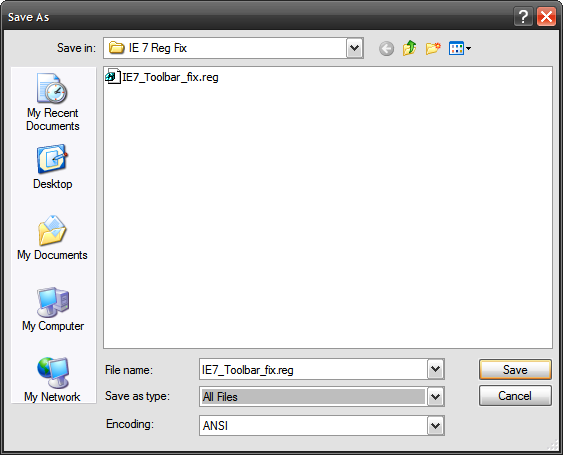 Save As
Save in: IE 7 Reg Fix
IE7_Toolbar_fix.reg
My Recent
Documents
Desktop
My Documents
My Computer
My Network
File name: IE7_Toolbar_fix.reg Save
Save as type: All Files Cancel
Encoding: ANSI